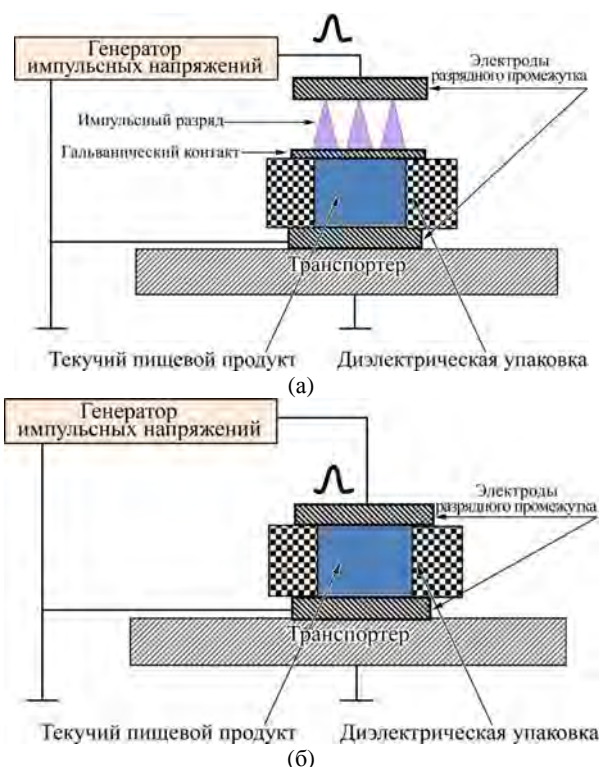 Генератор
импульсных напряжений
Электроды
разрядного промежутка
Импульсный разряд
Гальванический контакт
Транспортер
Текучий пищевой продукт
Диэлектрическая упаковка
(а)
Генератор
импульсных напряжений
Электроды
разрядного промежутка
Транспортер
Текучий пищевой продукт
Диэлектрическая упаковка
(б)